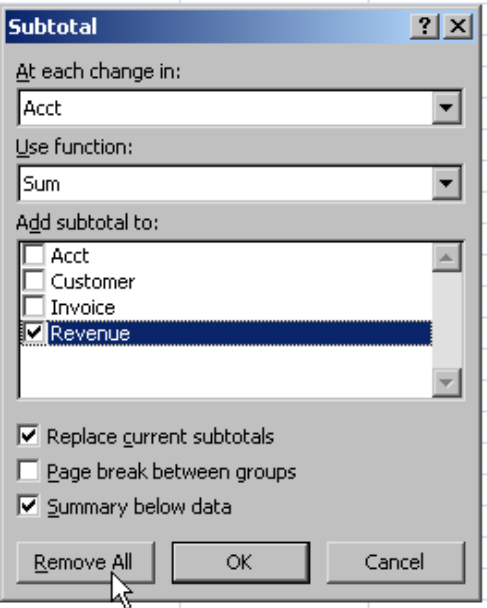 Subtotal ? X
At each change in:
Acct
Use function:
Sum
Add subtotal to:
Acct
Customer
Invoice
Revenue
Replace current subtotals
Page break between groups
Summary below data
Remove All OK Cancel